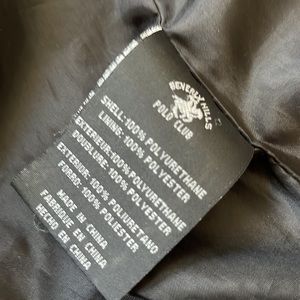 BEVERLY HILLS
POLO CLUB
SHELL:100% POLYURETHANE
LINING: 100% POLYESTER
EXTERIEUR:100% POLYURETHANE
DOUBLURE: 100% POLYESTER
EXTERIOR: 100% POLIURETANO
FORRO: 100% POLIESTER
MADE IN CHINA
FABRIQUE EN CHINA
HECHO EN CHINA